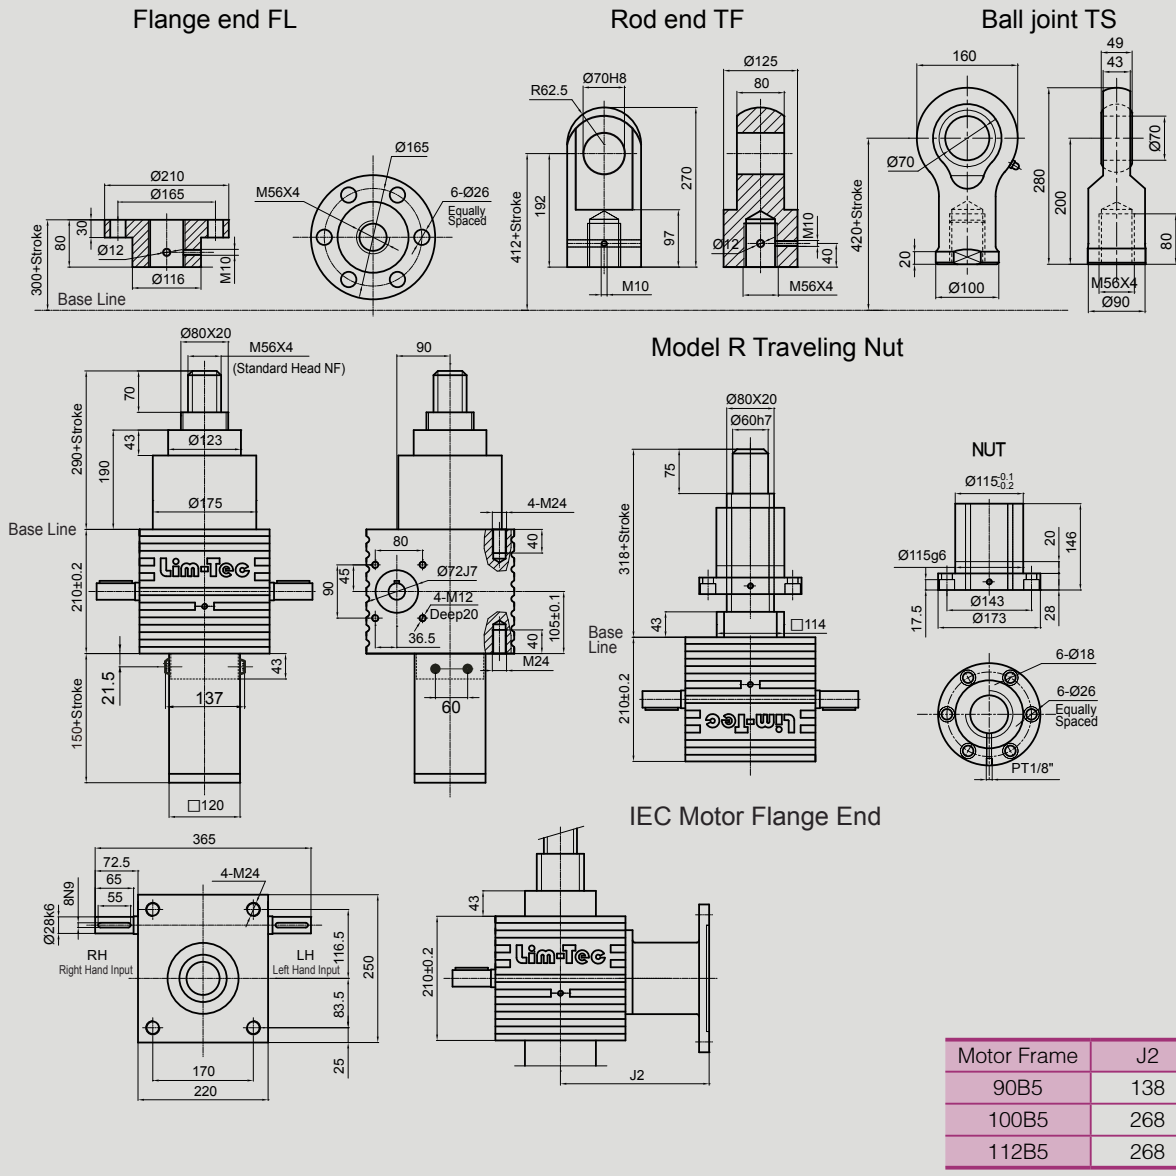 Flange end FL
Rod end TF
Ball joint TS
Ø210
Ø165
30
80
300+Stroke
Ø12
M10
Ø116
Base Line
Ø165
M56X4
6-Ø26
Equally
Spaced
Ø70H8
R62.5
412+Stroke
192
270
97
M10
Ø125
80
Ø12
M10
40
M56X4
160
Ø70
420+Stroke
20
Ø100
49
43
Ø70
280
200
80
M56X4
Ø90
Ø80X20
M56X4
(Standard Head NF)
70
290+Stroke
43
190
Ø123
Ø175
Base Line
210±0.2
Lim-Tec
150+Stroke
21.5
43
137
□120
90
4-M24
40
80
45
90
Ø72J7
4-M12
Deep20
36.5
105±0.1
40
M24
60
Model R Traveling Nut
Ø80X20
Ø60h7
75
318+Stroke
43
□114
Base
Line
210±0.2
Lim-Tec
NUT
Ø115-0.1
-0.2
20
146
Ø115g6
17.5
Ø143
Ø173
28
6-Ø18
6-Ø26
Equally
Spaced
PT1/8"
365
72.5
65
55
8N9
Ø28k6
4-M24
RH
Right Hand Input
LH
Left Hand Input
116.5
250
83.5
25
170
220
IEC Motor Flange End
43
210±0.2
Lim-Tec
J2
Motor Frame J2
90B5 138
100B5 268
112B5 268